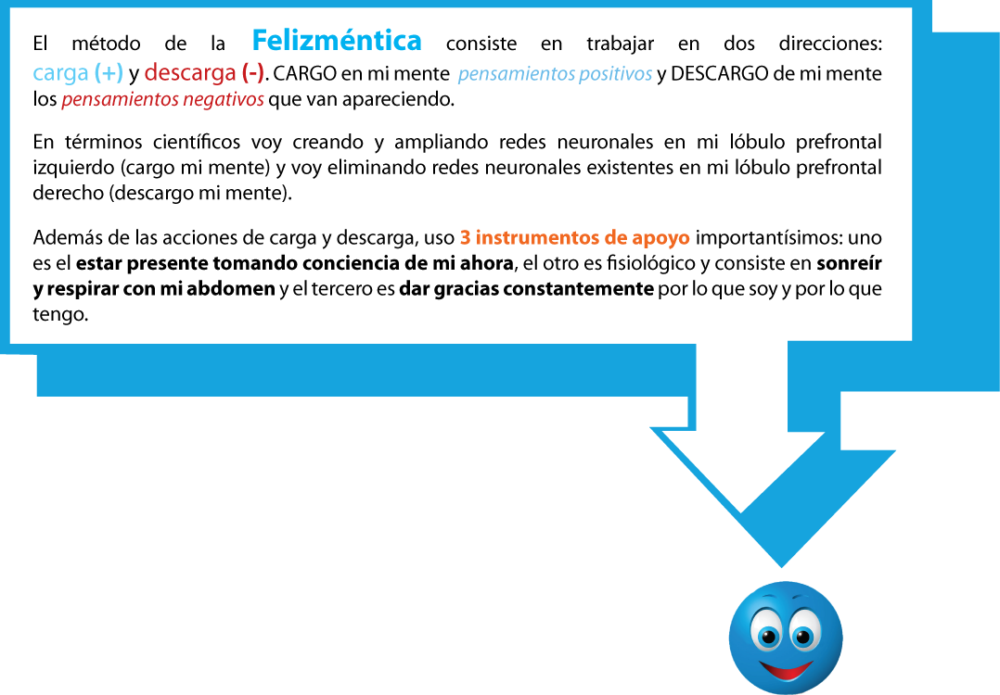 El método de la Felizméntica consiste en trabajar en dos direcciones:
carga (+) y descarga (-). CARGO en mi mente pensamientos positivos y DESCARGO de mi mente
los pensamientos negativos que van apareciendo.
En términos científicos voy creando y ampliando redes neuronales en mi lóbulo prefrontal
izquierdo (cargo mi mente) y voy eliminando redes neuronales existentes en mi lóbulo prefrontal
derecho (descargo mi mente).
Además de las acciones de carga y descarga, uso 3 instrumentos de apoyo importantísimos: uno
es el estar presente tomando conciencia de mi ahora, el otro es fisiológico y consiste en sonreír
y respirar con mi abdomen y el tercero es dar gracias constantemente por lo que soy y por lo que
tengo.